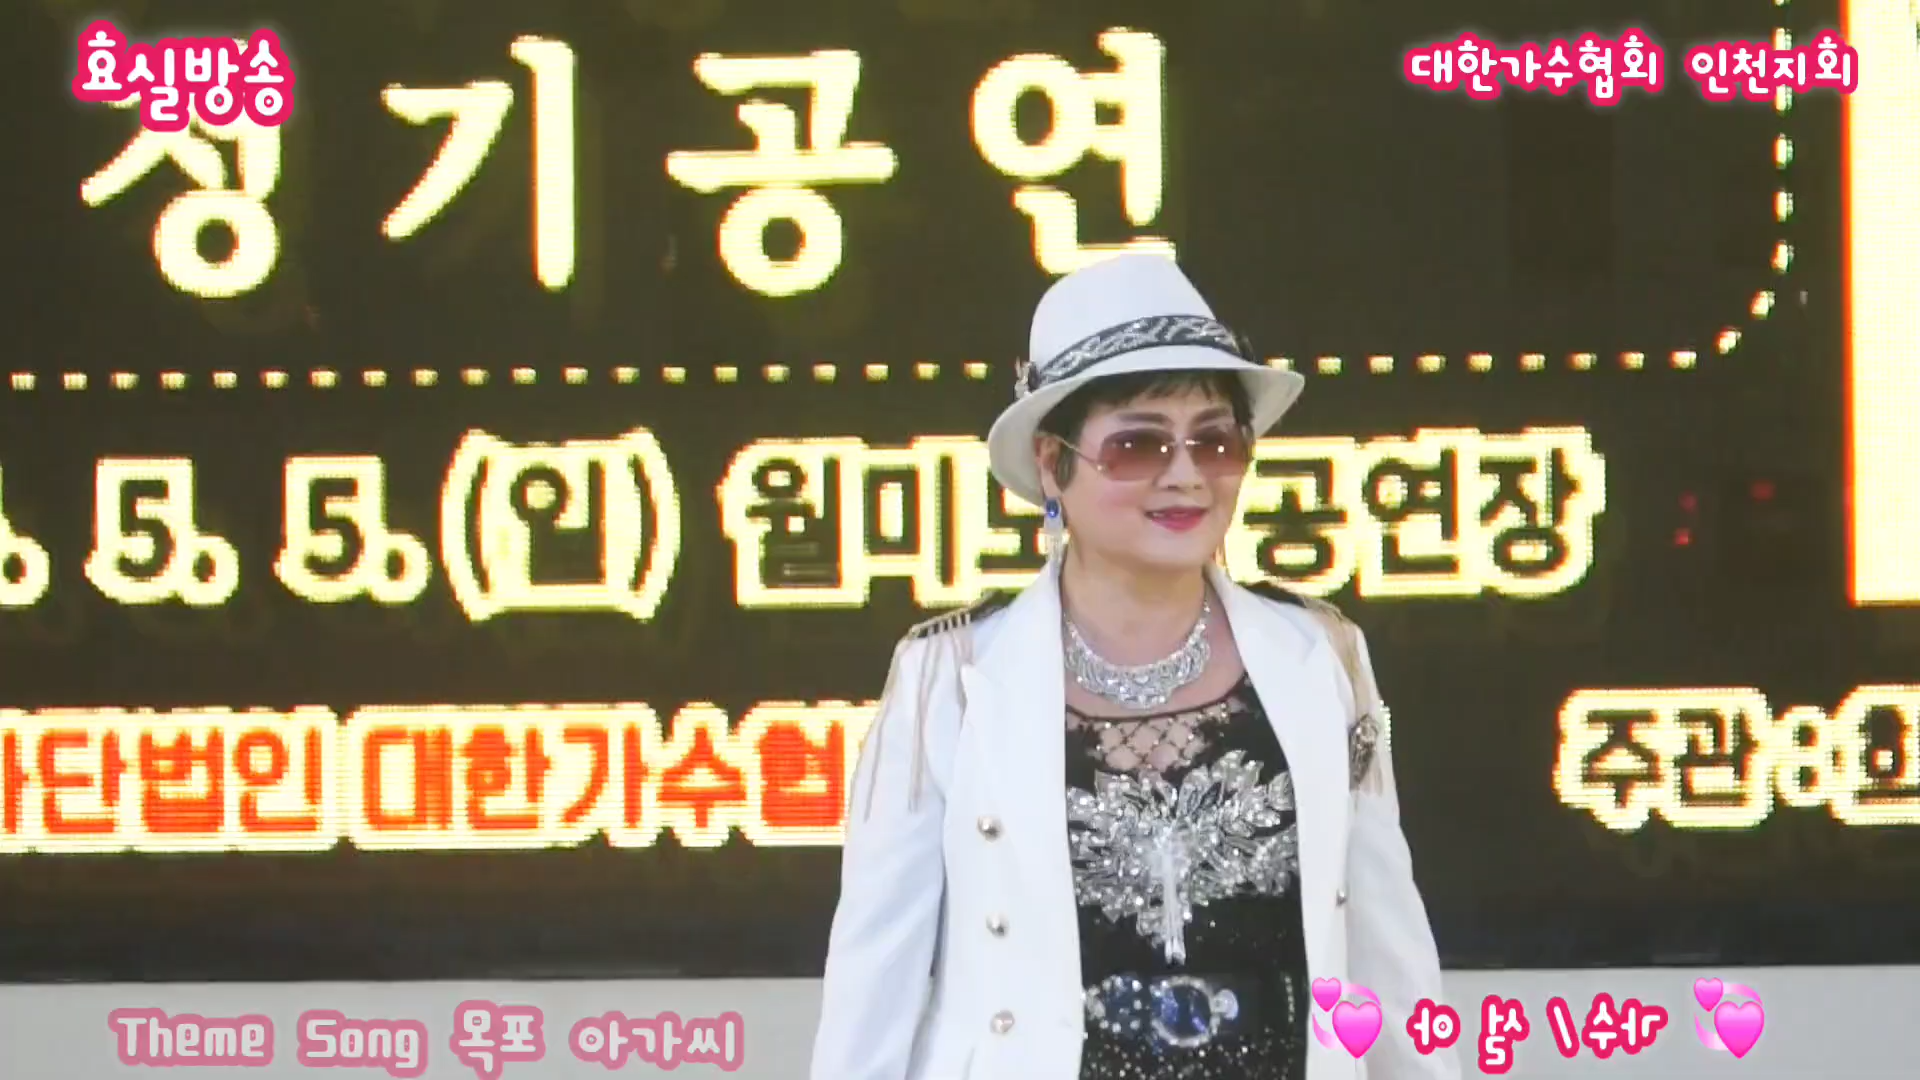 효실방송
대한가수협회 인천지회
정기공연
5. 5.(일) 월미도 공연장
사단법인 대한가수협
주관:
Theme Song 목포 아가씨